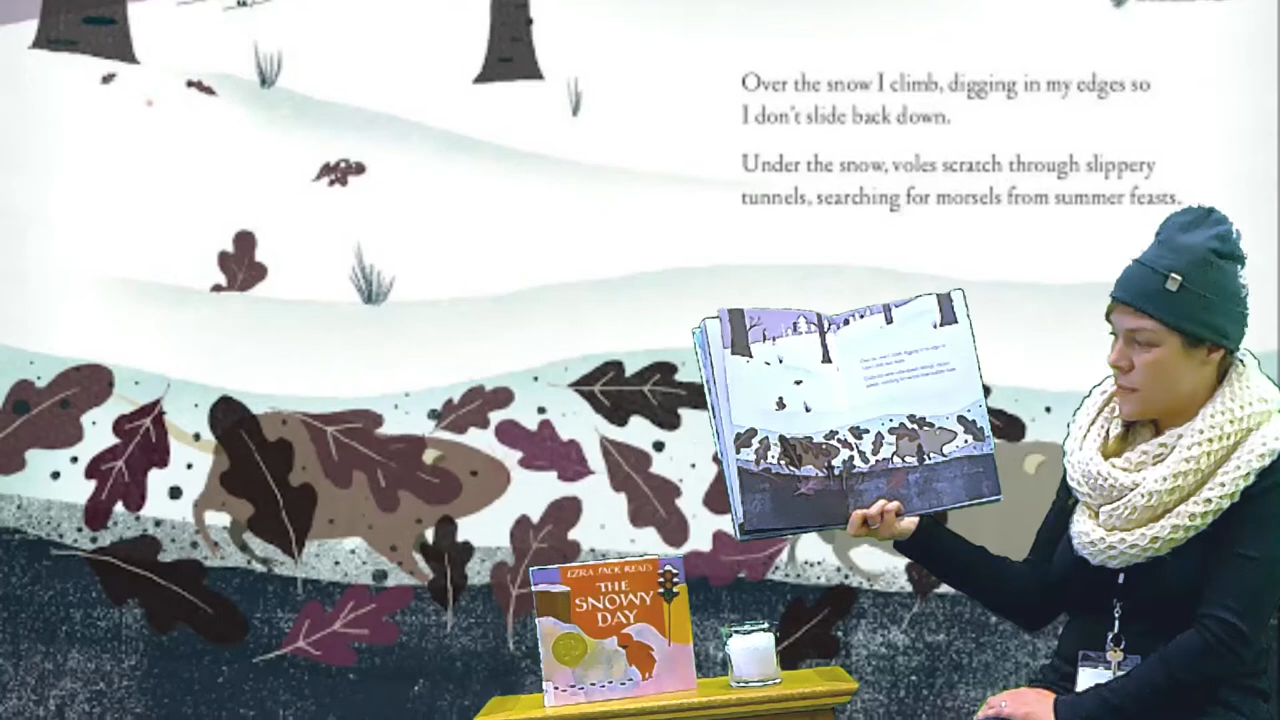 Over the snow I climb, digging in my edges so
I don't slide back down.
Under the snow, voles scratch through slippery
tunnels, searching for morsels from summer feasts.
EZRA JACK KEATS
THE
SNOWY
DAY